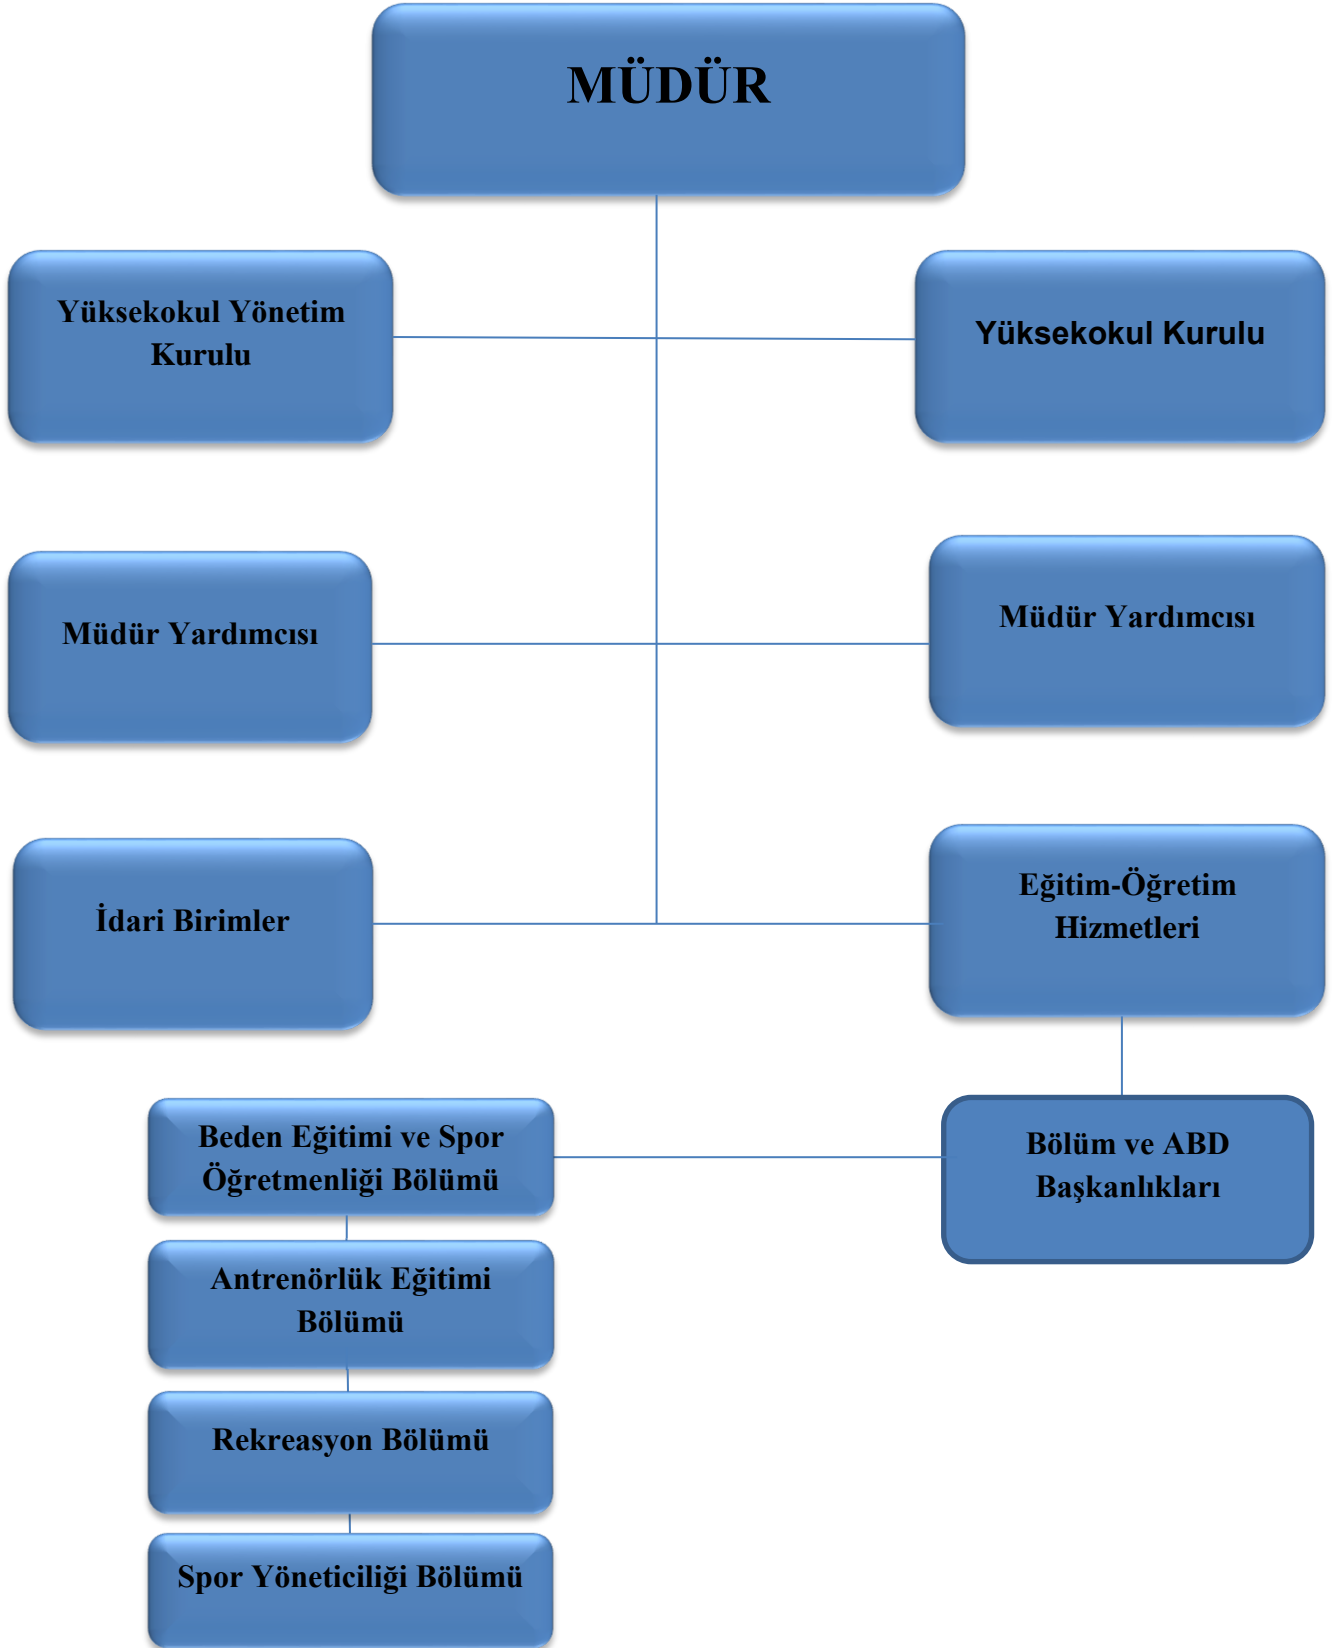 MÜDÜR
Yüksekokul Yönetim
Kurulu
Yüksekokul Kurulu
Müdür Yardımcısı
Müdür Yardımcısı
İdari Birimler
Eğitim-Öğretim
Hizmetleri
Beden Eğitimi ve Spor
Öğretmenliği Bölümü
Bölüm ve ABD
Başkanlıkları
Antrenörlük Eğitimi
Bölümü
Rekreasyon Bölümü
Spor Yöneticiliği Bölümü